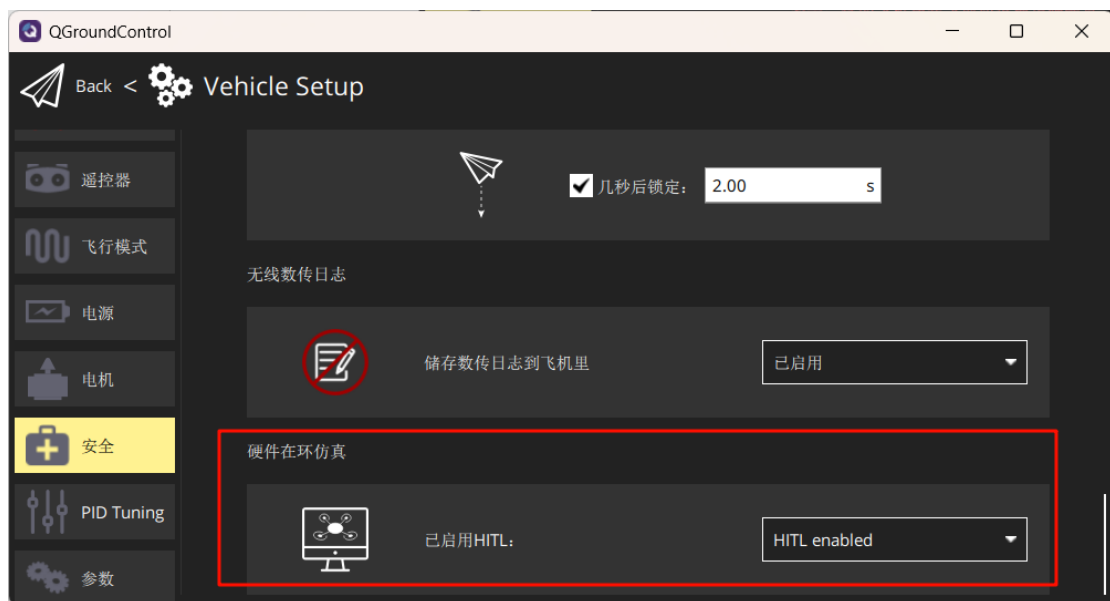 QGroundControl
Back < Vehicle Setup
遥控器
飞行模式
电源
电机
安全
PID Tuning
参数
几秒后锁定： 2.00 s
无线数传日志
储存数传日志到飞机里 已启用
硬件在环仿真
已启用HITL： HITL enabled